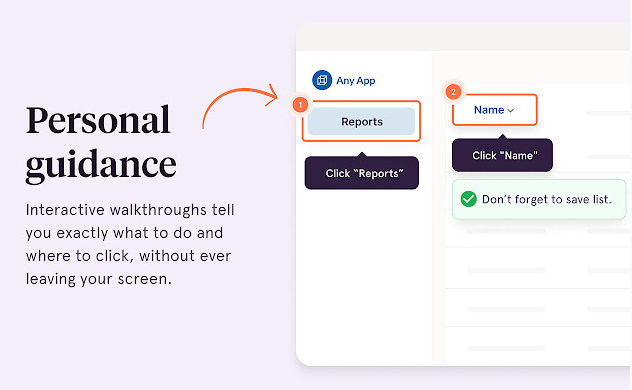 Personal
guidance
Interactive walkthroughs tell
you exactly what to do and
where to click, without ever
leaving your screen.
Any App
1
Reports
Click “Reports”
2
Name
Click "Name"
Don’t forget to save list.